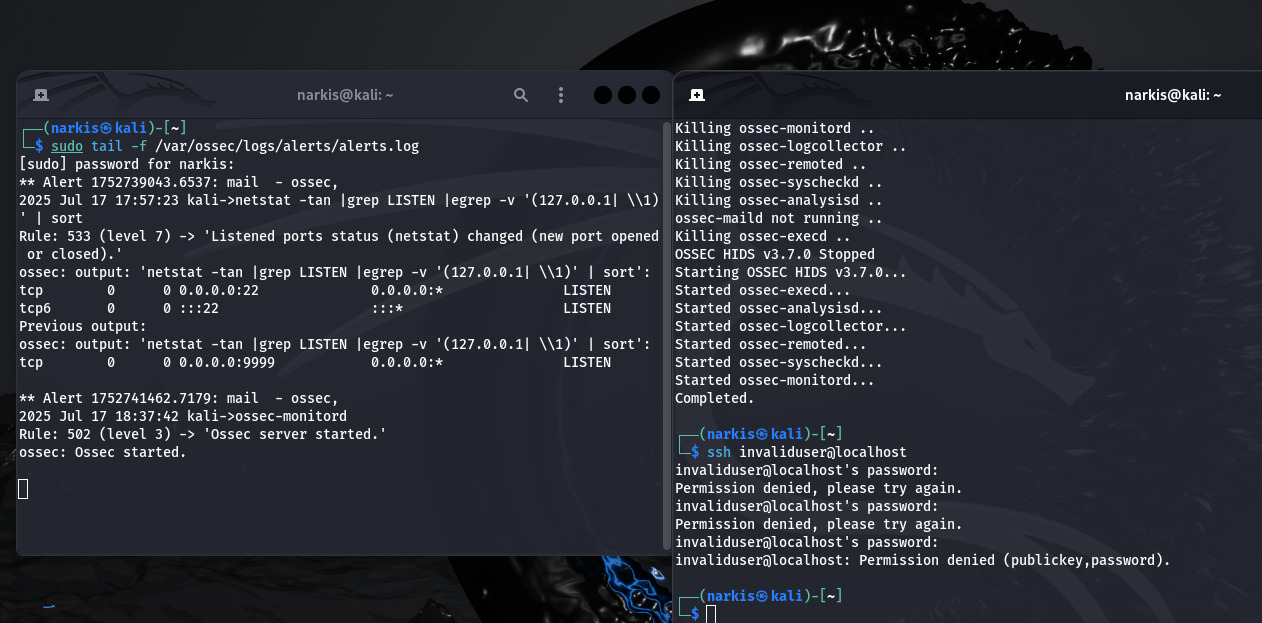 narkis@kali: ~
┌──(narkis㉿kali)-[~]
└─$ sudo tail -f /var/ossec/logs/alerts/alerts.log
[sudo] password for narkis:
** Alert 1752739043.6537: mail  - ossec,
2025 Jul 17 17:57:23 kali->netstat -tan |grep LISTEN |egrep -v '(127.0.0.1| \\1)
' | sort
Rule: 533 (level 7) -> 'Listened ports status (netstat) changed (new port opened
 or closed).'
ossec: output: 'netstat -tan |grep LISTEN |egrep -v '(127.0.0.1| \\1)' | sort':
tcp        0      0 0.0.0.0:22              0.0.0.0:*               LISTEN
tcp6       0      0 :::22                   :::*                    LISTEN
Previous output:
ossec: output: 'netstat -tan |grep LISTEN |egrep -v '(127.0.0.1| \\1)' | sort':
tcp        0      0 0.0.0.0:9999            0.0.0.0:*               LISTEN
** Alert 1752741462.7179: mail  - ossec,
2025 Jul 17 18:37:42 kali->ossec-monitord
Rule: 502 (level 3) -> 'Ossec server started.'
ossec: Ossec started.
narkis@kali: ~
Killing ossec-monitord ..
Killing ossec-logcollector ..
Killing ossec-remoted ..
Killing ossec-syscheckd ..
Killing ossec-analysisd ..
ossec-maild not running ..
Killing ossec-execd ..
OSSEC HIDS v3.7.0 Stopped
Starting OSSEC HIDS v3.7.0...
Started ossec-execd...
Started ossec-analysisd...
Started ossec-logcollector...
Started ossec-remoted...
Started ossec-syscheckd...
Started ossec-monitord...
Completed.
┌──(narkis㉿kali)-[~]
└─$ ssh invaliduser@localhost
invaliduser@localhost's password:
Permission denied, please try again.
invaliduser@localhost's password:
Permission denied, please try again.
invaliduser@localhost's password:
invaliduser@localhost: Permission denied (publickey,password).
┌──(narkis㉿kali)-[~]
└─$